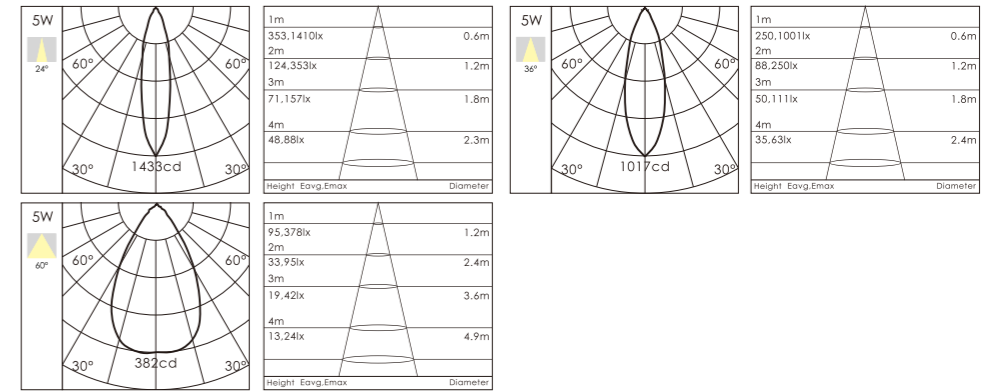 5W
24°
60°
60°
30°
1433cd
30°
1m
353,1410lx 0.6m
2m
124,353lx 1.2m
3m
71,157lx 1.8m
4m
48,88lx 2.3m
Height Eavg,Emax Diameter
5W
36°
60°
60°
30°
1017cd
30°
1m
250,1001lx 0.6m
2m
88,250lx 1.2m
3m
50,111lx 1.8m
4m
35,63lx 2.4m
Height Eavg,Emax Diameter
5W
60°
60°
60°
30°
382cd
30°
1m
95,378lx 1.2m
2m
33,95lx 2.4m
3m
19,42lx 3.6m
4m
13,24lx 4.9m
Height Eavg,Emax Diameter